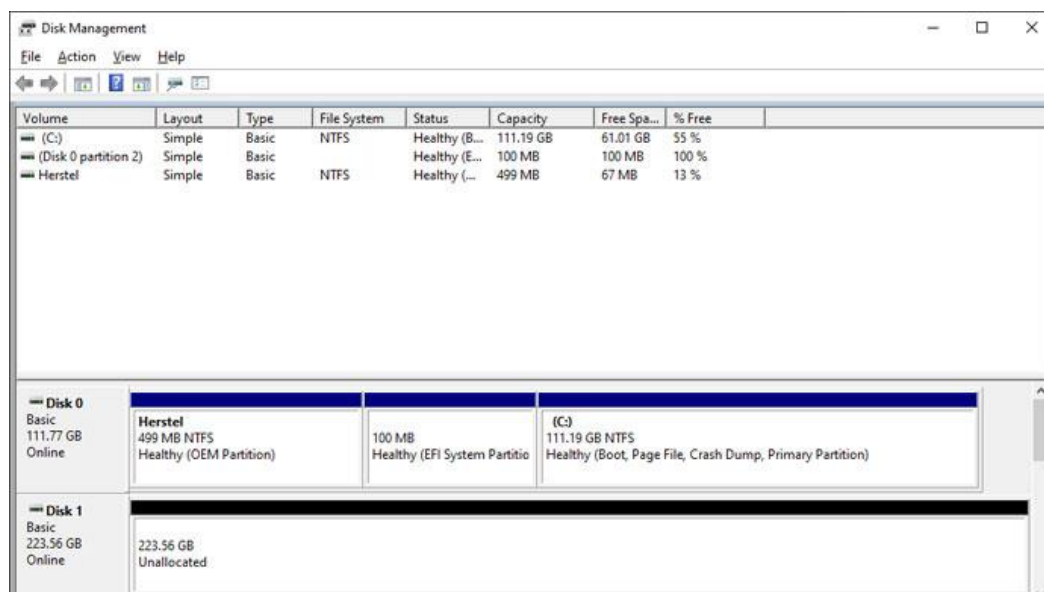 Disk Management
File Action View Help
Volume Layout Type File System Status Capacity Free Spa... % Free
(C:) Simple Basic NTFS Healthy (B... 111.19 GB 61.01 GB 55 %
(Disk 0 partition 2) Simple Basic Healthy (E... 100 MB 100 MB 100 %
Herstel Simple Basic NTFS Healthy (... 499 MB 67 MB 13 %
Disk 0
Basic
111.77 GB
Online
Herstel
499 MB NTFS
Healthy (OEM Partition)
100 MB
Healthy (EFI System Partitio
(C:)
111.19 GB NTFS
Healthy (Boot, Page File, Crash Dump, Primary Partition)
Disk 1
Basic
223.56 GB
Online
223.56 GB
Unallocated